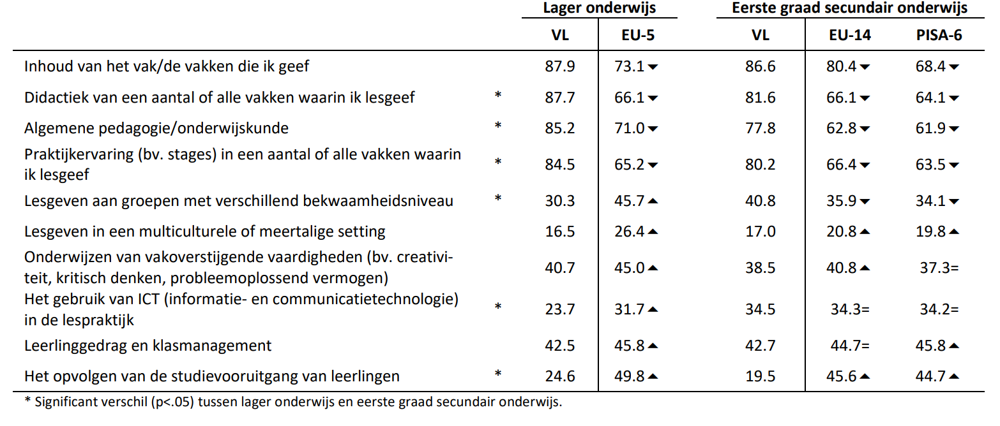 Lager onderwijs Eerste graad secundair onderwijs
VL EU-5 VL EU-14 PISA-6
Inhoud van het vak/de vakken die ik geef 87.9 73.1▼ 86.6 80.4▼ 68.4▼
Didactiek van een aantal of alle vakken waarin ik lesgeef * 87.7 66.1▼ 81.6 66.1▼ 64.1▼
Algemene pedagogie/onderwijskunde * 85.2 71.0▼ 77.8 62.8▼ 61.9▼
Praktijkervaring (bv. stages) in een aantal of alle vakken waarin
ik lesgeef * 84.5 65.2▼ 80.2 66.4▼ 63.5▼
Lesgeven aan groepen met verschillend bekwaamheidsniveau * 30.3 45.7▲ 40.8 35.9▼ 34.1▼
Lesgeven in een multiculturele of meertalige setting 16.5 26.4▲ 17.0 20.8▲ 19.8▲
Onderwijzen van vakoverstijgende vaardigheden (bv. creativi-
teit, kritisch denken, probleemoplossend vermogen) 40.7 45.0▲ 38.5 40.8▲ 37.3=
Het gebruik van ICT (informatie- en communicatietechnologie)
in de lespraktijk * 23.7 31.7▲ 34.5 34.3= 34.2=
Leerlinggedrag en klasmanagement 42.5 45.8▲ 42.7 44.7= 45.8▲
Het opvolgen van de studievooruitgang van leerlingen * 24.6 49.8▲ 19.5 45.6▲ 44.7▲
* Significant verschil (p<.05) tussen lager onderwijs en eerste graad secundair onderwijs.